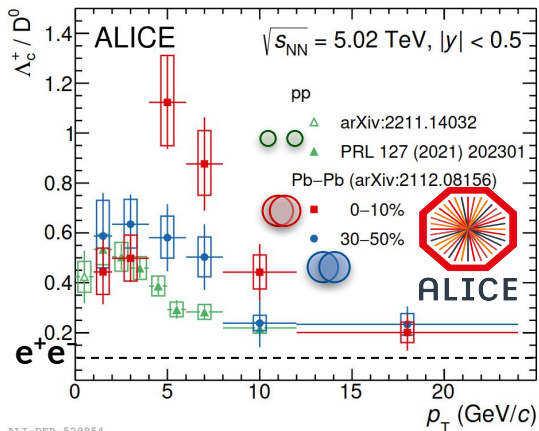 Λc+ / D0
ALICE
√sNN = 5.02 TeV, |y| < 0.5
pp
arXiv:2211.14032
PRL 127 (2021) 202301
Pb−Pb (arXiv:2112.08156)
0−10%
30−50%
ALICE
1.4
1.2
1
0.8
0.6
0.4
0.2
e+e-
0 5 10 15 20
pT (GeV/c)